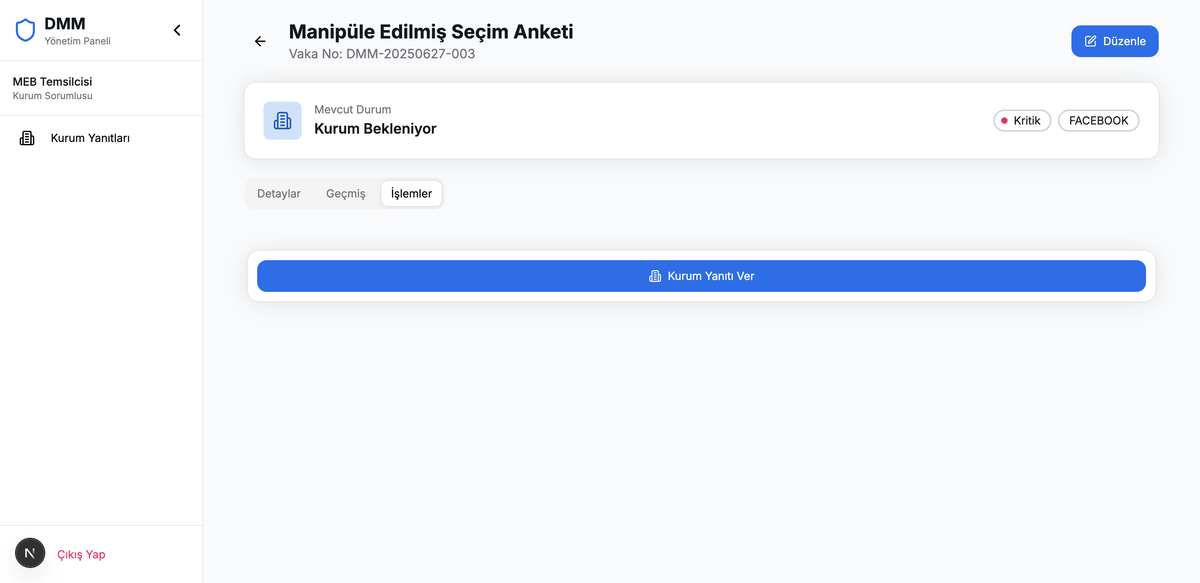 DMM
Yönetim Paneli
MEB Temsilcisi
Kurum Sorumlusu
Kurum Yanıtları
N
Çıkış Yap
Manipüle Edilmiş Seçim Anketi
Vaka No: DMM-20250627-003
Düzenle
Mevcut Durum
Kurum Bekleniyor
Kritik
FACEBOOK
Detaylar
Geçmiş
İşlemler
Kurum Yanıtı Ver